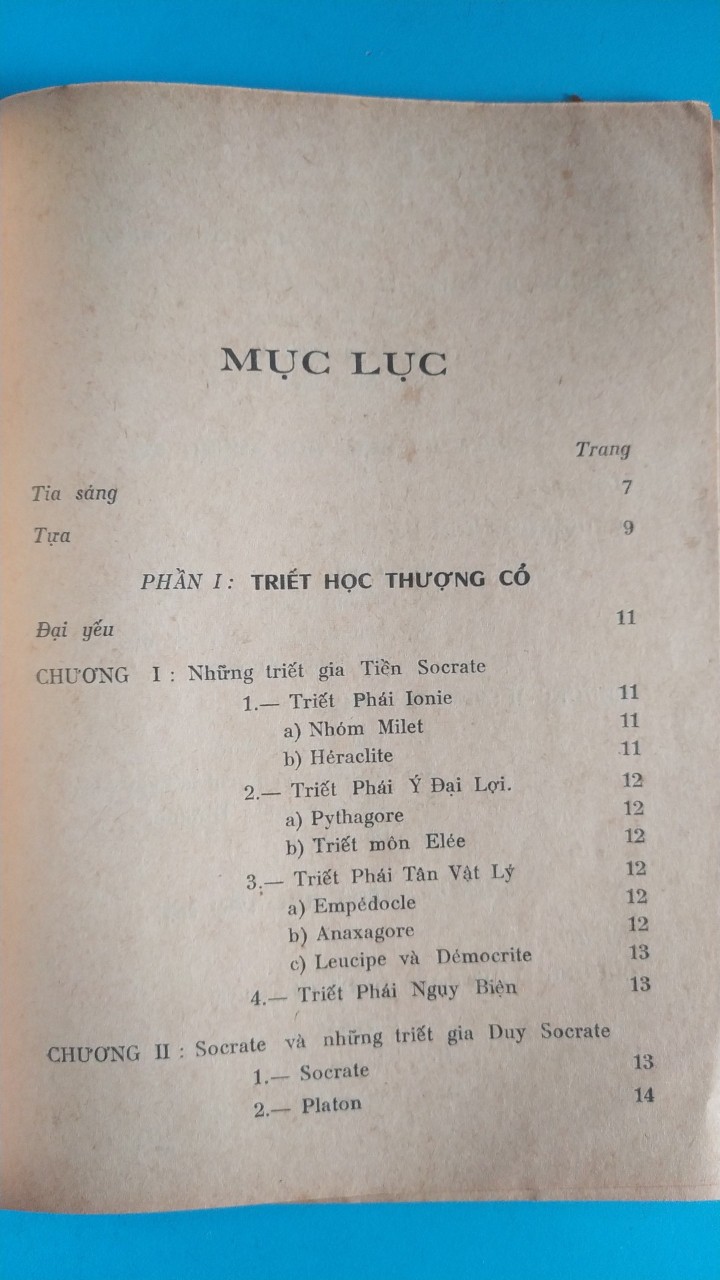 MỤC LỤC
Trang
Tia sáng 7
Tựa 9
PHẦN I : TRIẾT HỌC THƯỢNG CỔ
Đại yếu 11
CHƯƠNG I : Những triết gia Tiền Socrate
1.— Triết Phái Ionie 11
a) Nhóm Milet 11
b) Héraclite 11
2.— Triết Phái Ý Đại Lợi. 12
a) Pythagore 12
b) Triết môn Elée 12
3.— Triết Phái Tân Vật Lý 12
a) Empédocle 12
b) Anaxagore 12
c) Leucipe và Démocrite 13
4.— Triết Phái Ngụy Biện 13
CHƯƠNG II : Socrate và những triết gia Duy Socrate
1.— Socrate 13
2.— Platon 14